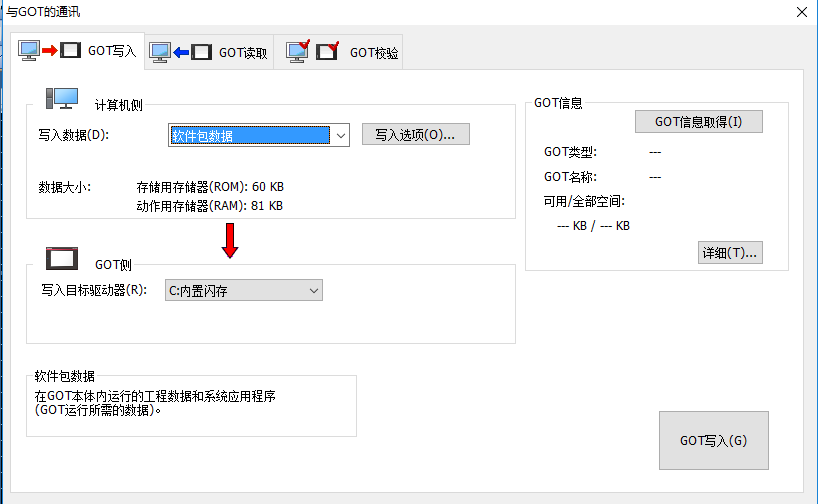 与GOT的通讯
GOT写入
GOT读取
GOT校验
计算机侧
写入数据(D):
软件包数据
写入选项(O)...
数据大小:
存储用存储器(ROM): 60 KB
动作用存储器(RAM): 81 KB
GOT侧
写入目标驱动器(R):
C:内置闪存
软件包数据
在GOT本体内运行的工程数据和系统应用程序
(GOT运行所需的数据)。
GOT信息
GOT信息取得(I)
GOT类型:
---
GOT名称:
---
可用/全部空间:
--- KB / --- KB
详细(T)...
GOT写入(G)